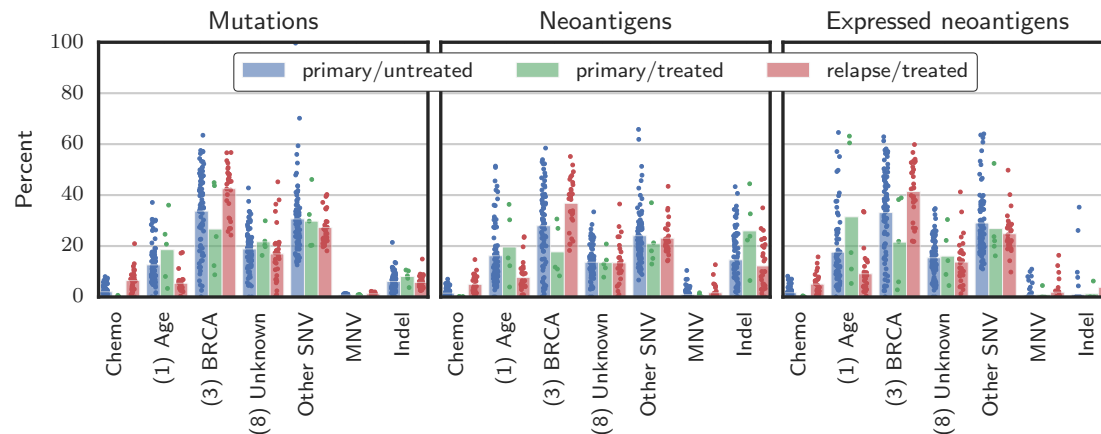 Mutations
Neoantigens
Expressed neoantigens
primary/untreated
primary/treated
relapse/treated
Percent
100
80
60
40
20
0
Chemo
(1) Age
(3) BRCA
(8) Unknown
Other SNV
MNV
Indel
Chemo
(1) Age
(3) BRCA
(8) Unknown
Other SNV
MNV
Indel
Chemo
(1) Age
(3) BRCA
(8) Unknown
Other SNV
MNV
Indel